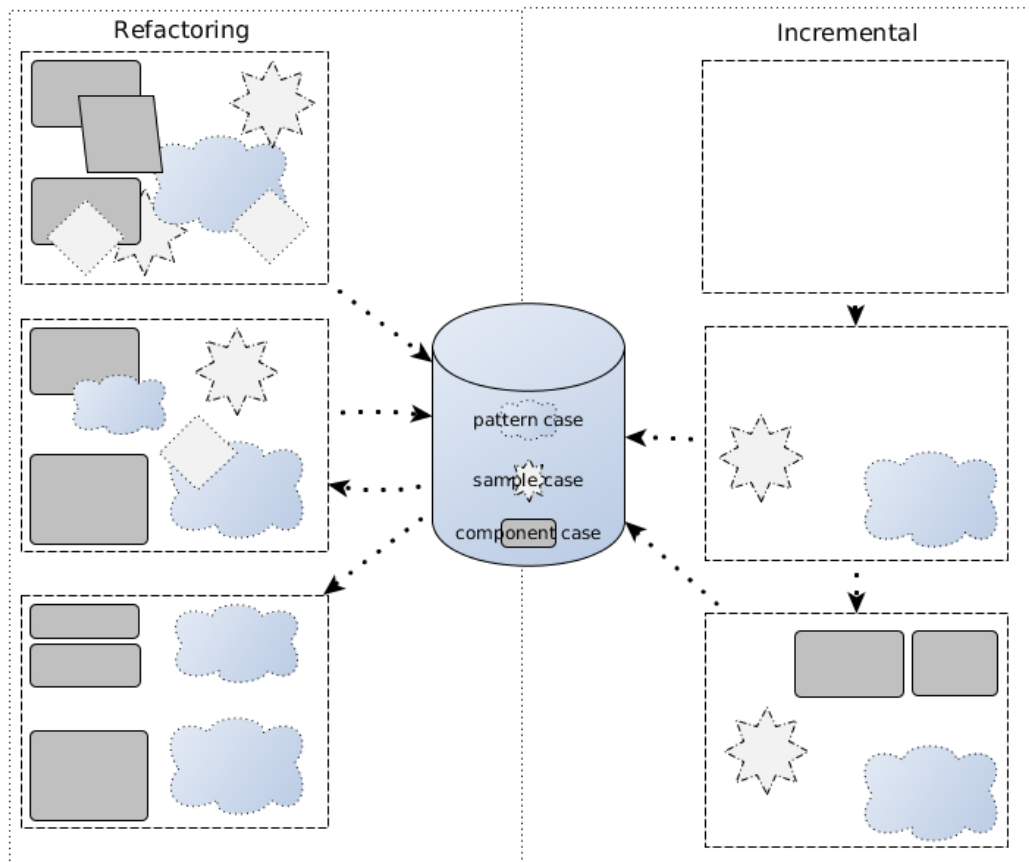 Refactoring
Incremental
pattern case
sample case
component case